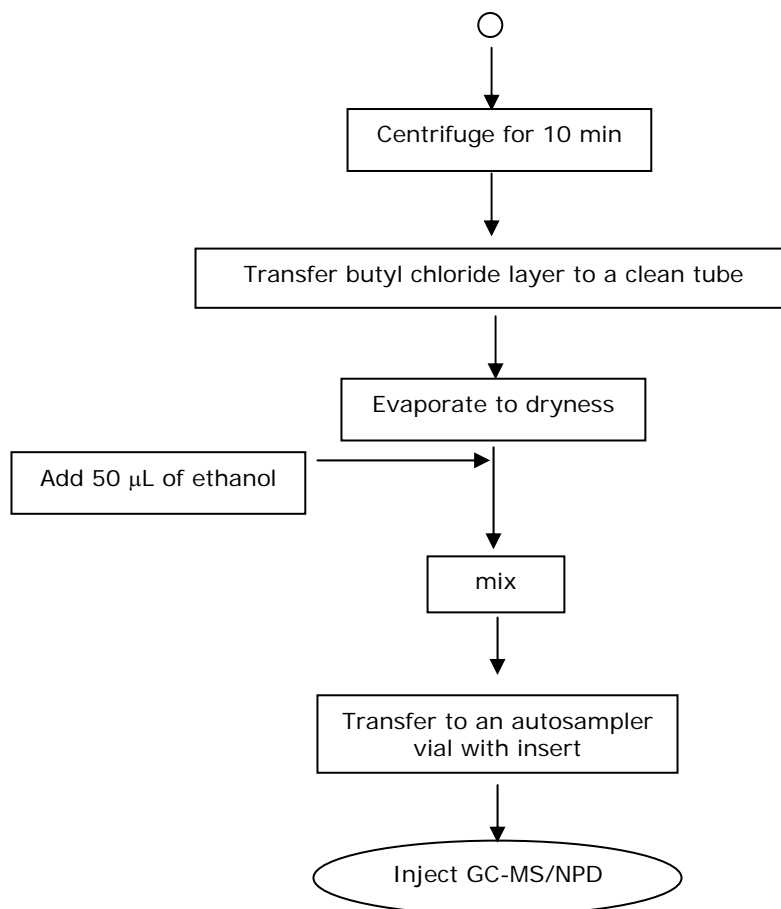 Centrifuge for 10 min
Transfer butyl chloride layer to a clean tube
Evaporate to dryness
Add 50 μL of ethanol
mix
Transfer to an autosampler
vial with insert
Inject GC-MS/NPD